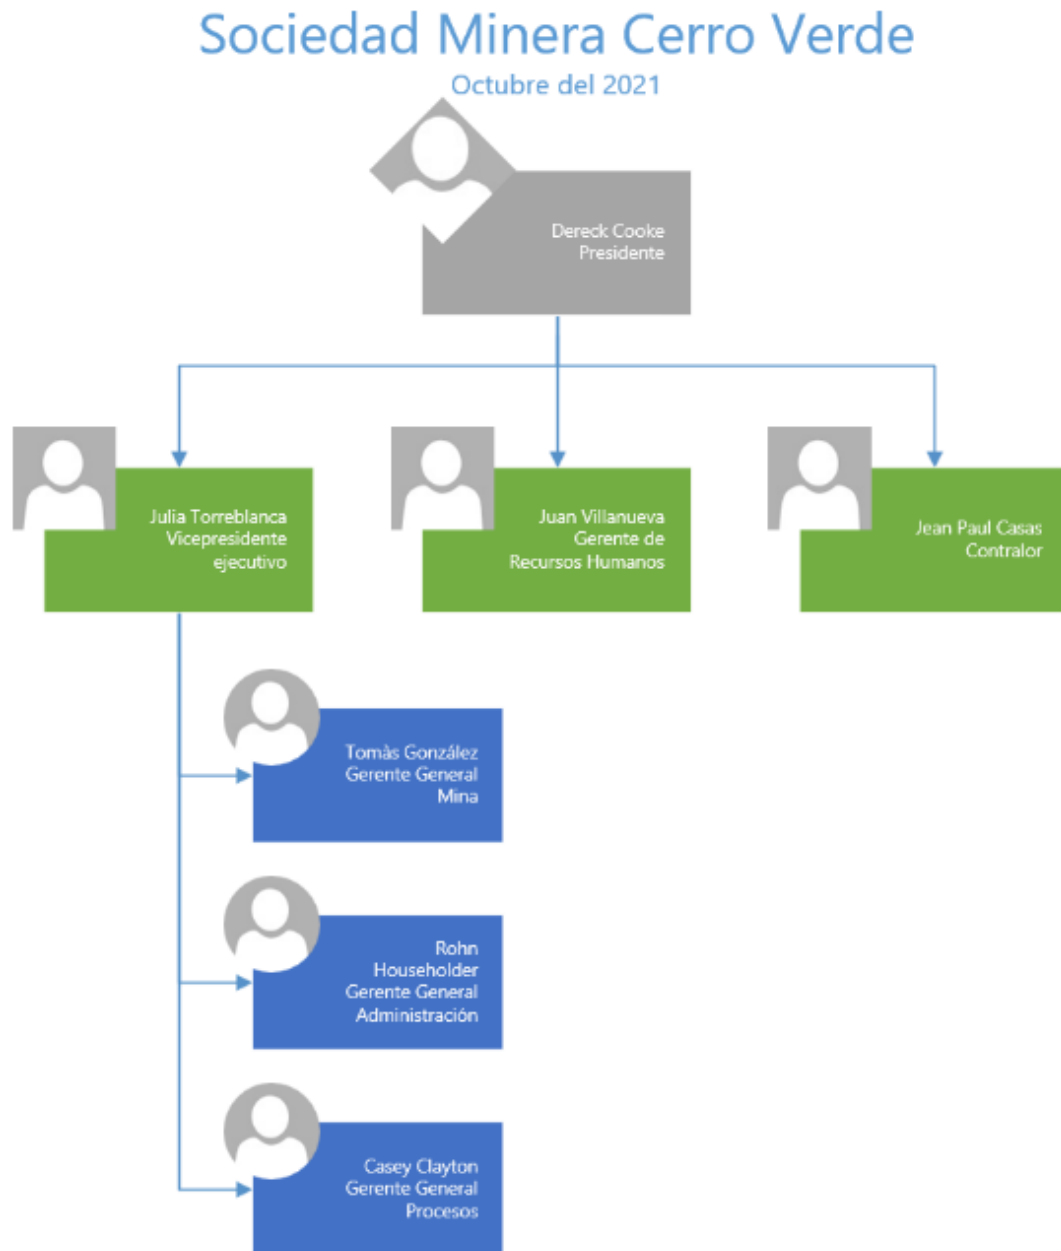 Sociedad Minera Cerro Verde
Octubre del 2021
Dereck Cooke
Presidente
Julia Torreblanca
Vicepresidente
ejecutivo
Juan Villanueva
Gerente de
Recursos Humanos
Jean Paul Casas
Contralor
Tomàs González
Gerente General
Mina
Rohn
Householder
Gerente General
Administración
Casey Clayton
Gerente General
Procesos